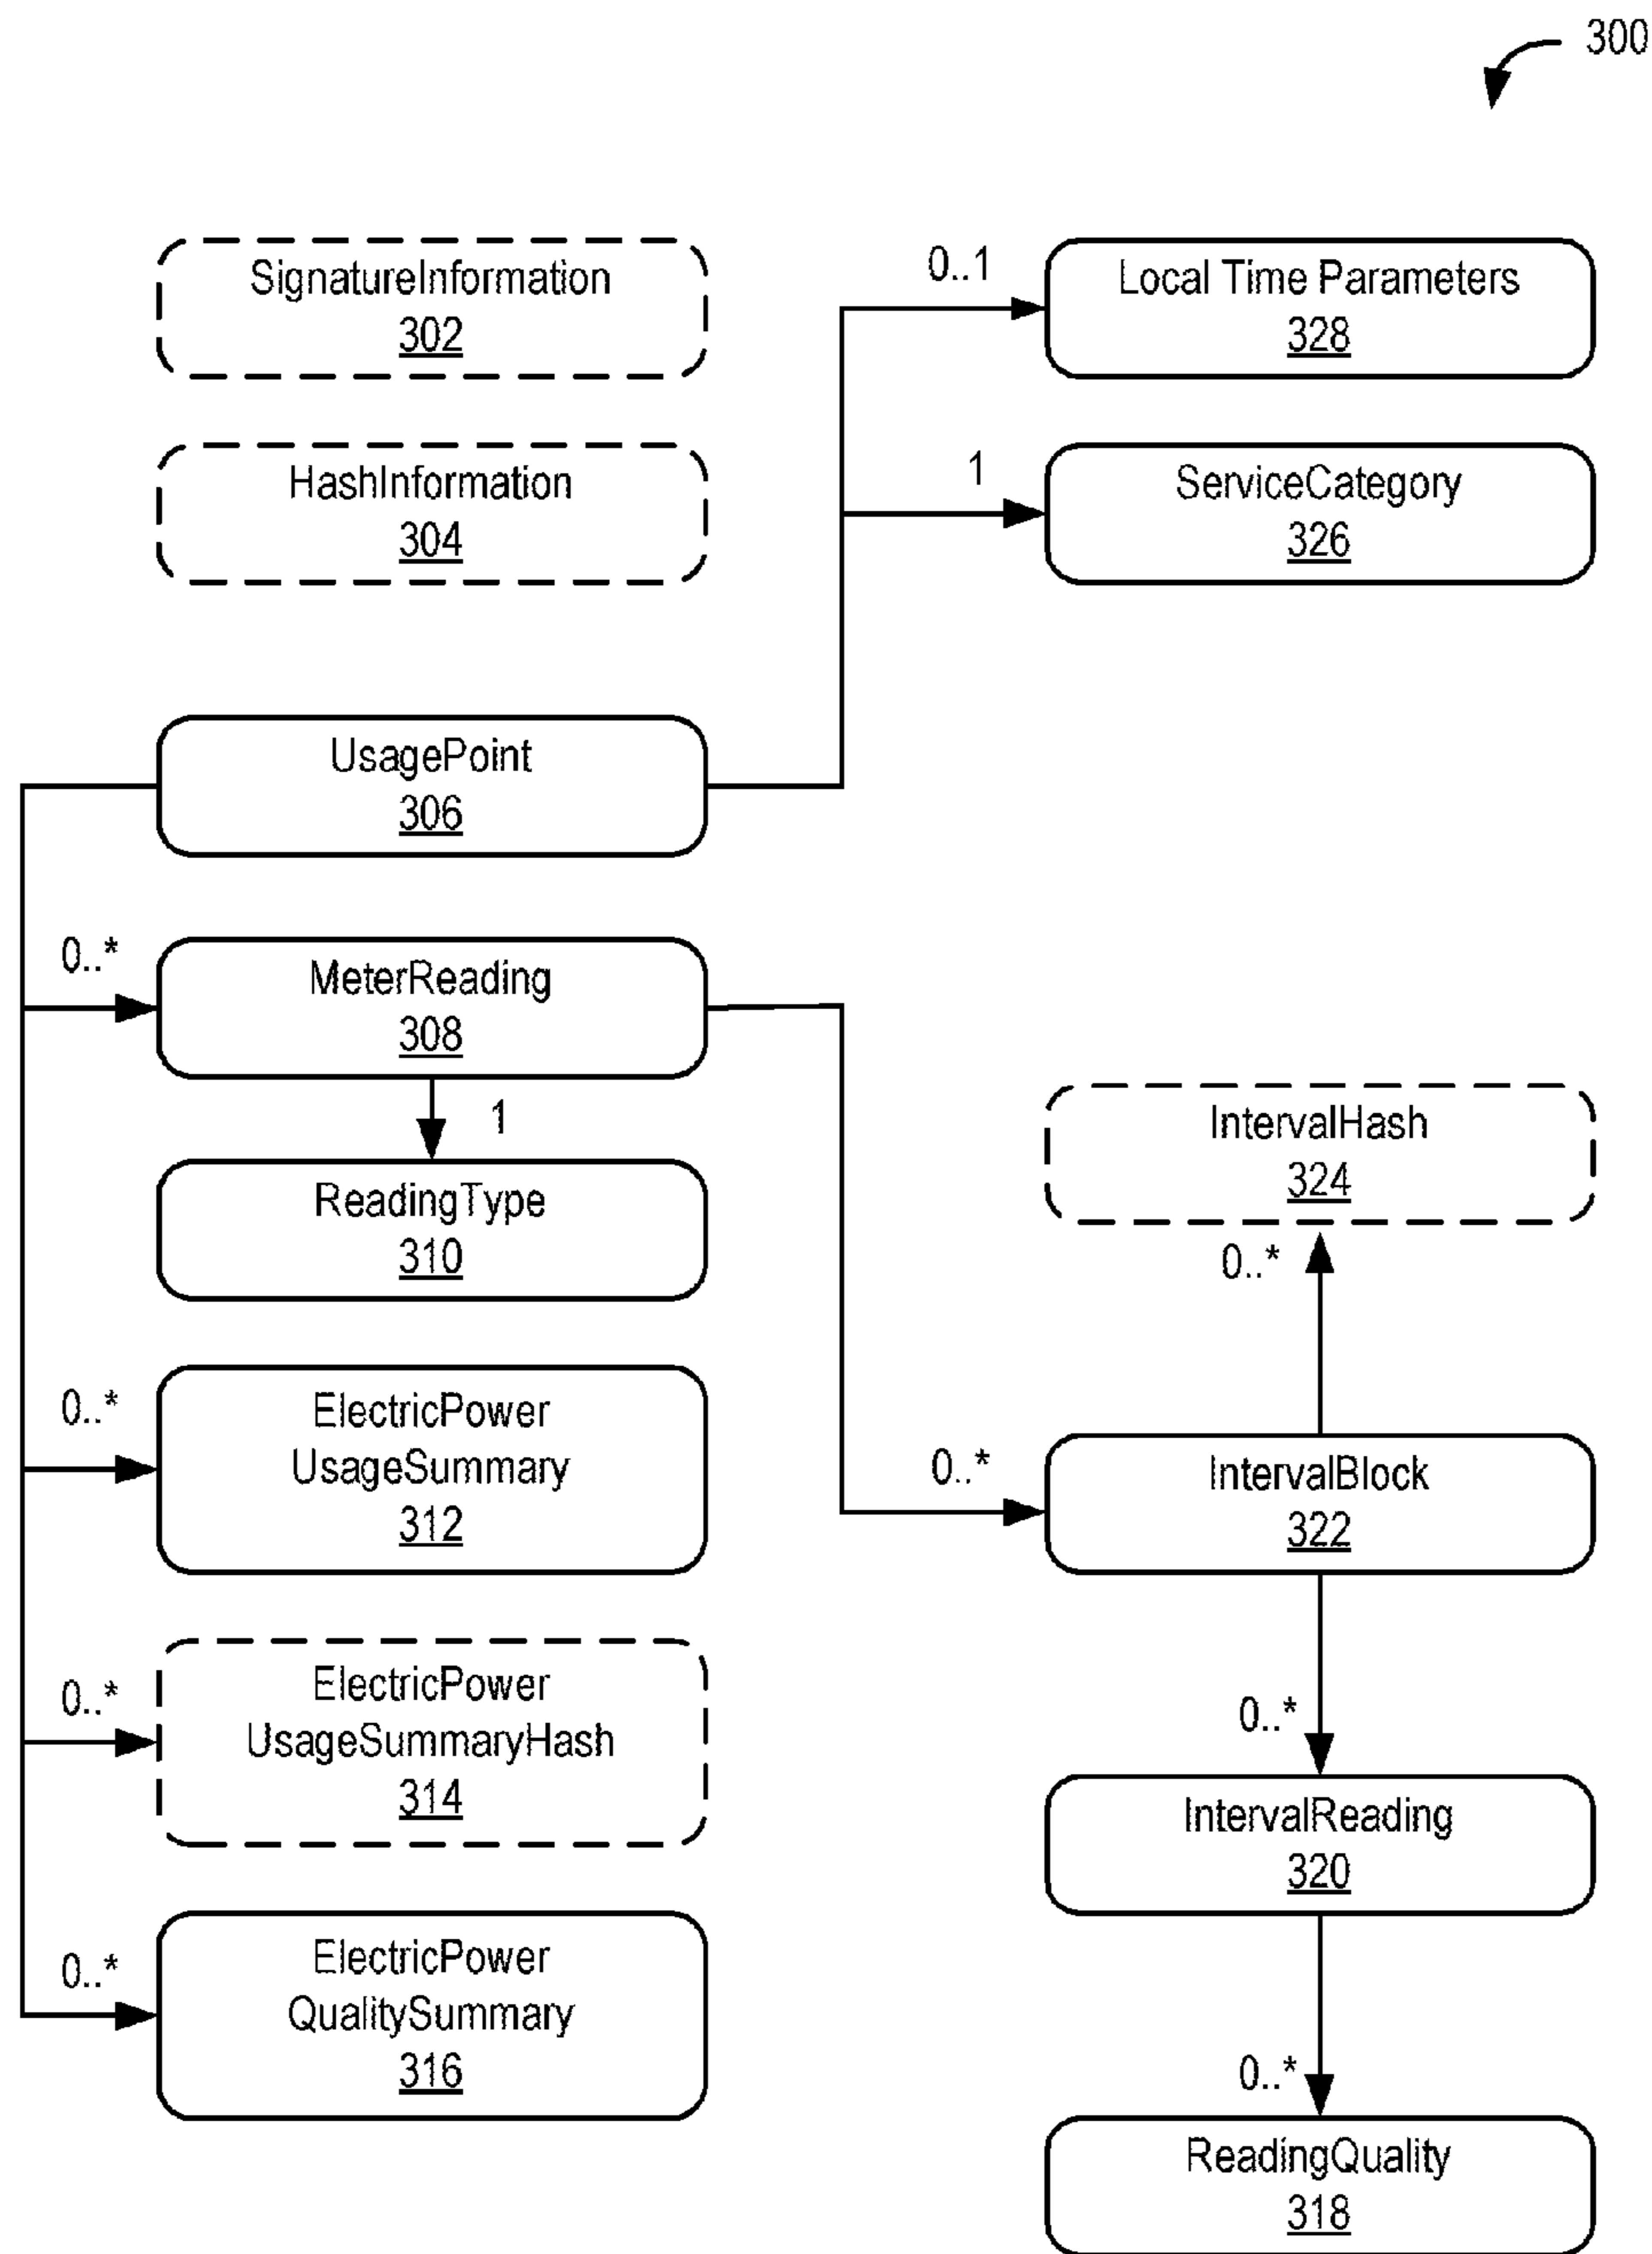 300
SignatureInformation
302
0..1
Local Time Parameters
328
HashInformation
304
1
ServiceCategory
326
UsagePoint
306
0..*
MeterReading
308
1
ReadingType
310
IntervalHash
324
0..*
0..*
ElectricPower
UsageSummary
312
0..*
IntervalBlock
322
0..*
ElectricPower
UsageSummaryHash
314
0..*
IntervalReading
320
0..*
ElectricPower
QualitySummary
316
0..*
ReadingQuality
318